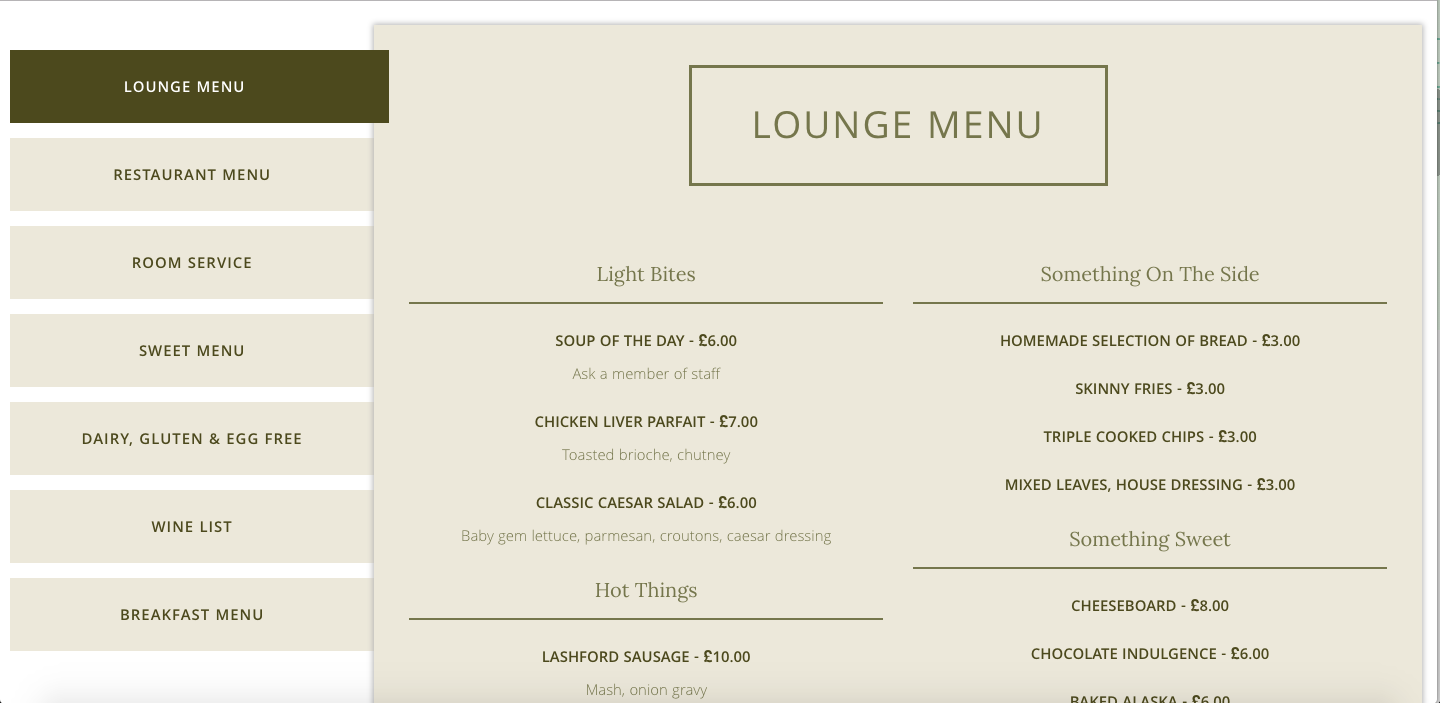 LOUNGE MENU
RESTAURANT MENU
ROOM SERVICE
SWEET MENU
DAIRY, GLUTEN & EGG FREE
WINE LIST
BREAKFAST MENU
LOUNGE MENU
Light Bites
SOUP OF THE DAY - £6.00
Ask a member of staff
CHICKEN LIVER PARFAIT - £7.00
Toasted brioche, chutney
CLASSIC CAESAR SALAD - £6.00
Baby gem lettuce, parmesan, croutons, caesar dressing
Hot Things
LASHFORD SAUSAGE - £10.00
Mash, onion gravy
Something On The Side
HOMEMADE SELECTION OF BREAD - £3.00
SKINNY FRIES - £3.00
TRIPLE COOKED CHIPS - £3.00
MIXED LEAVES, HOUSE DRESSING - £3.00
Something Sweet
CHEESEBOARD - £8.00
CHOCOLATE INDULGENCE - £6.00
BAKED ALASKA - £6.00